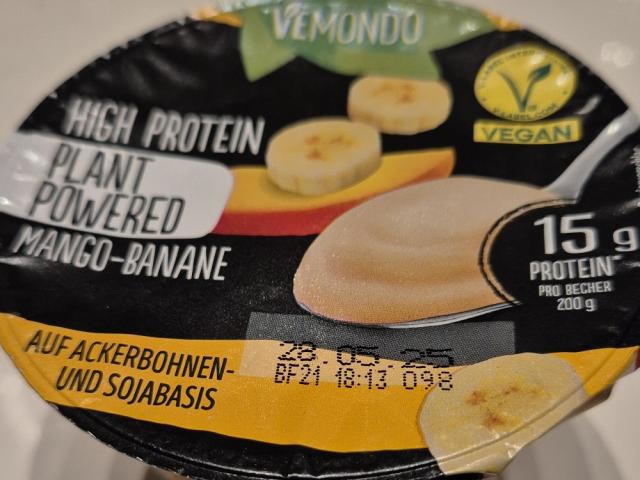 VEMONDO
HIGH PROTEIN
PLANT
POWERED
MANGO-BANANE
VEGAN
15 g
PROTEIN*
PRO BECHER
200 g
AUF ACKERBOHNEN-
UND SOJABASIS
28.05.25
BF21 18:13 098